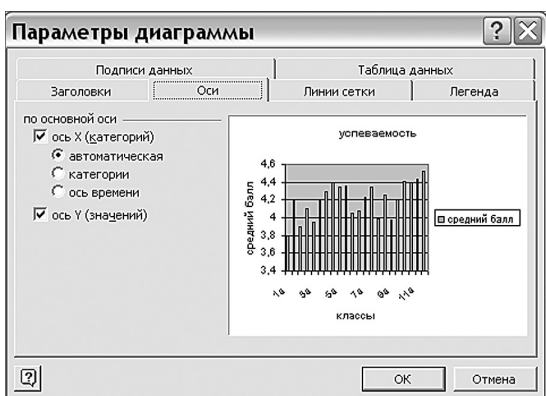 Параметры диаграммы
Подписи данных
Таблица данных
Заголовки
Оси
Линии сетки
Легенда
по основной оси
ось X (категорий)
автоматическая
категории
ось времени
ось Y (значений)
успеваемость
4,6
4,4
4,2
4
3,8
3,6
3,4
средний балл
1а
3а
5а
7а
9а
11а
классы
средний балл
OK
Отмена